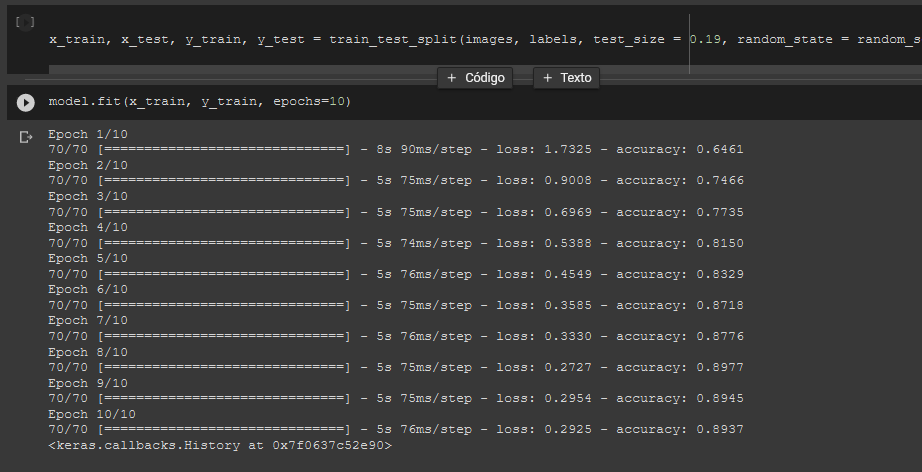 [ ]
x_train, x_test, y_train, y_test = train_test_split(images, labels, test_size = 0.19, random_state = random_s
+ Código + Texto
model.fit(x_train, y_train, epochs=10)
Epoch 1/10
70/70 [==============================] - 8s 90ms/step - loss: 1.7325 - accuracy: 0.6461
Epoch 2/10
70/70 [==============================] - 5s 75ms/step - loss: 0.9008 - accuracy: 0.7466
Epoch 3/10
70/70 [==============================] - 5s 75ms/step - loss: 0.6969 - accuracy: 0.7735
Epoch 4/10
70/70 [==============================] - 5s 74ms/step - loss: 0.5388 - accuracy: 0.8150
Epoch 5/10
70/70 [==============================] - 5s 76ms/step - loss: 0.4549 - accuracy: 0.8329
Epoch 6/10
70/70 [==============================] - 5s 75ms/step - loss: 0.3585 - accuracy: 0.8718
Epoch 7/10
70/70 [==============================] - 5s 76ms/step - loss: 0.3330 - accuracy: 0.8776
Epoch 8/10
70/70 [==============================] - 5s 75ms/step - loss: 0.2727 - accuracy: 0.8977
Epoch 9/10
70/70 [==============================] - 5s 75ms/step - loss: 0.2954 - accuracy: 0.8945
Epoch 10/10
70/70 [==============================] - 5s 76ms/step - loss: 0.2925 - accuracy: 0.8937
<keras.callbacks.History at 0x7f0637c52e90>